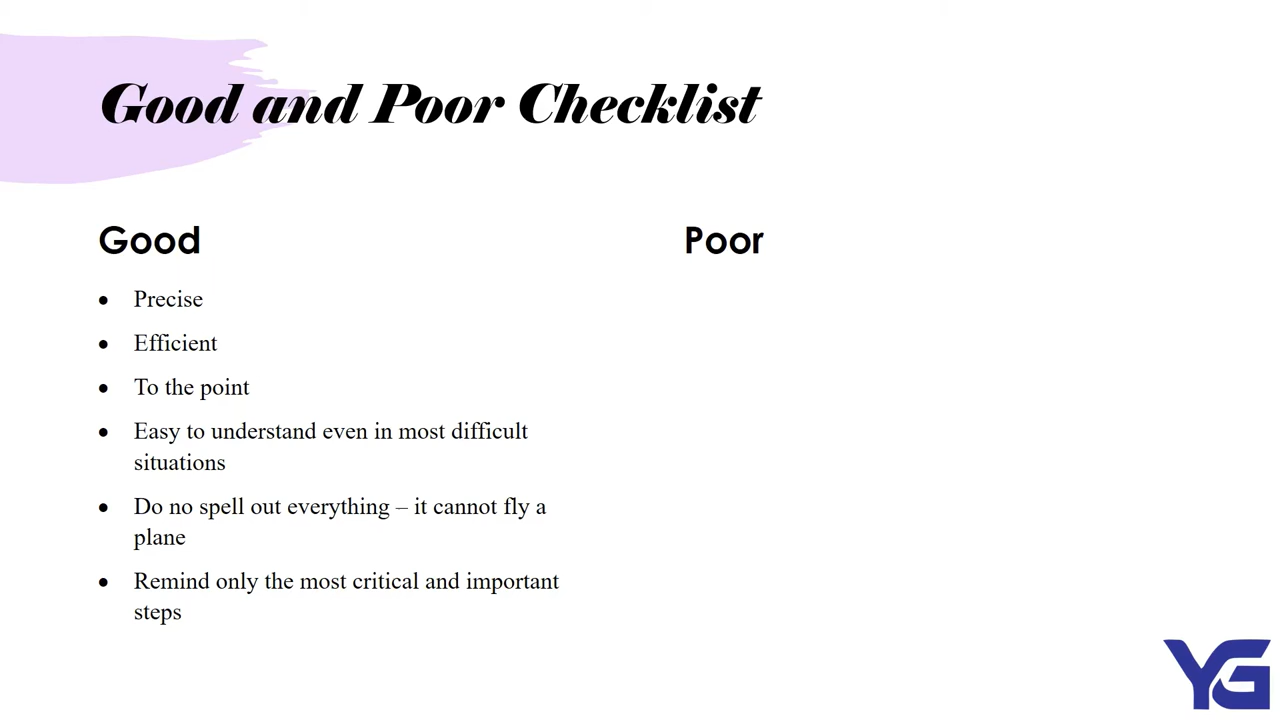 Good and Poor Checklist
Good
• Precise
• Efficient
• To the point
• Easy to understand even in most difficult
situations
• Do no spell out everything – it cannot fly a
plane
• Remind only the most critical and important
steps
Poor
YG